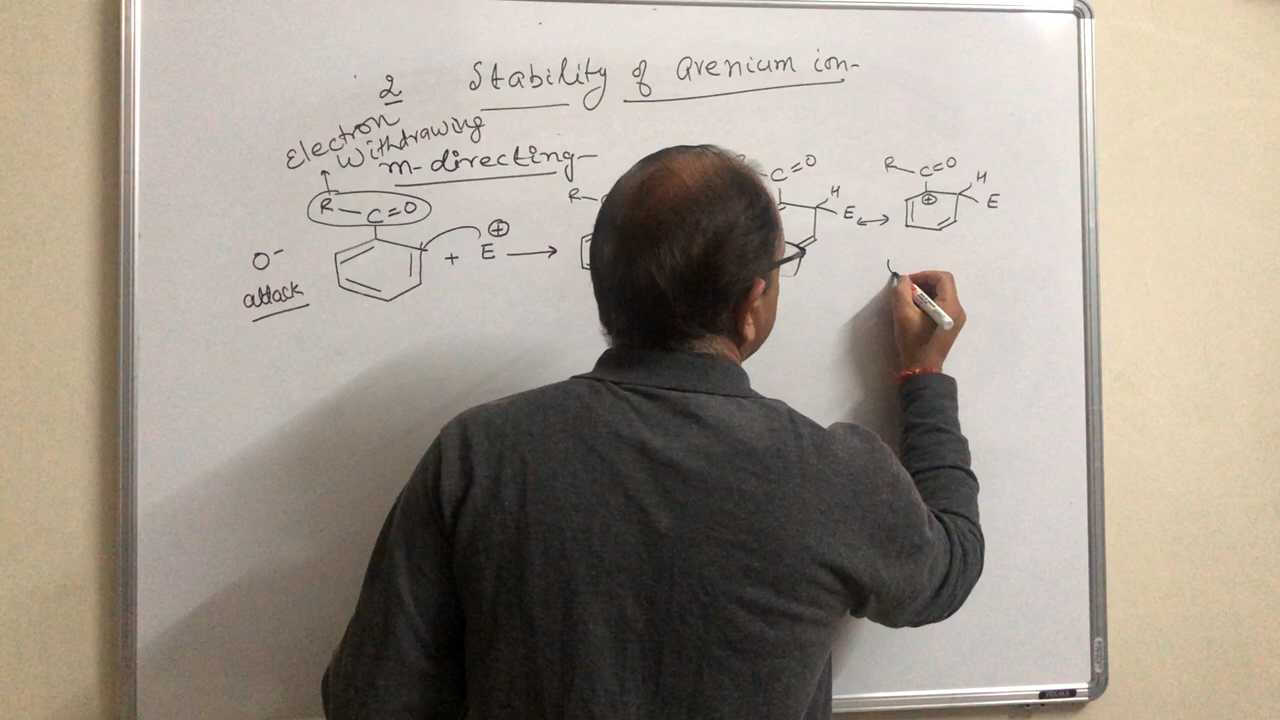 2 Stability of arenium ion-
Electron
withdrawing
m-directing-
R-C=O
O-
attack
+ E⊕ →
R-
C=O
H
E ↔
R-C=O
⊕
H
E